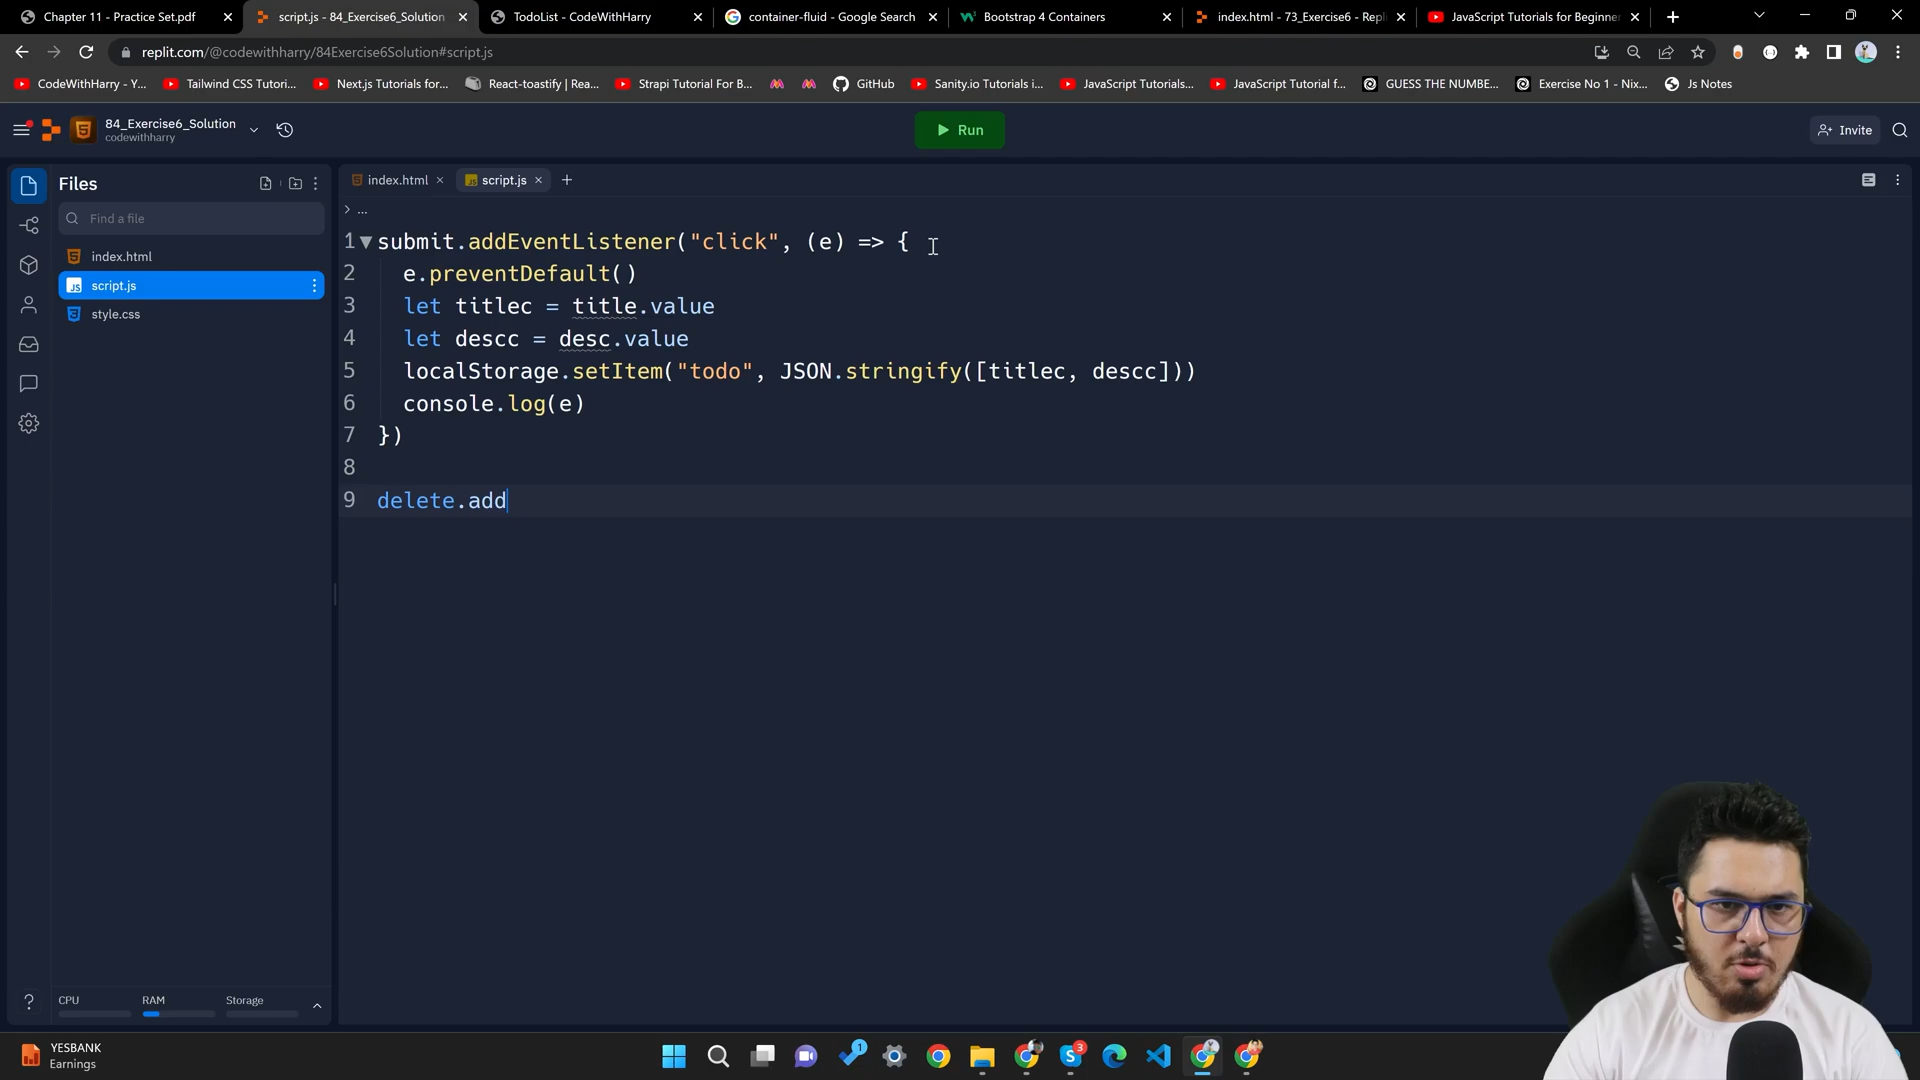 Chapter 11 - Practice Set.pdf
script.js - 84_Exercise6_Solution
TodoList - CodeWithHarry
container-fluid - Google Search
Bootstrap 4 Containers
index.html - 73_Exercise6 - Repl
JavaScript Tutorials for Beginner
replit.com/@codewithharry/84Exercise6Solution#script.js
CodeWithHarry - Y...
Tailwind CSS Tutori...
Next.js Tutorials for...
React-toastify | Rea...
Strapi Tutorial For B...
GitHub
Sanity.io Tutorials i...
JavaScript Tutorials...
JavaScript Tutorial f...
GUESS THE NUMBE...
Exercise No 1 - Nix...
Js Notes
84_Exercise6_Solution
codewithharry
Run
Invite
Files
Find a file
index.html
script.js
style.css
index.html
script.js
...
1 submit.addEventListener("click", (e) => {
2 e.preventDefault()
3 let titlec = title.value
4 let descc = desc.value
5 localStorage.setItem("todo", JSON.stringify([titlec, descc]))
6 console.log(e)
7 })
8
9 delete.add
CPU
RAM
Storage
YESBANK
Earnings
1
3